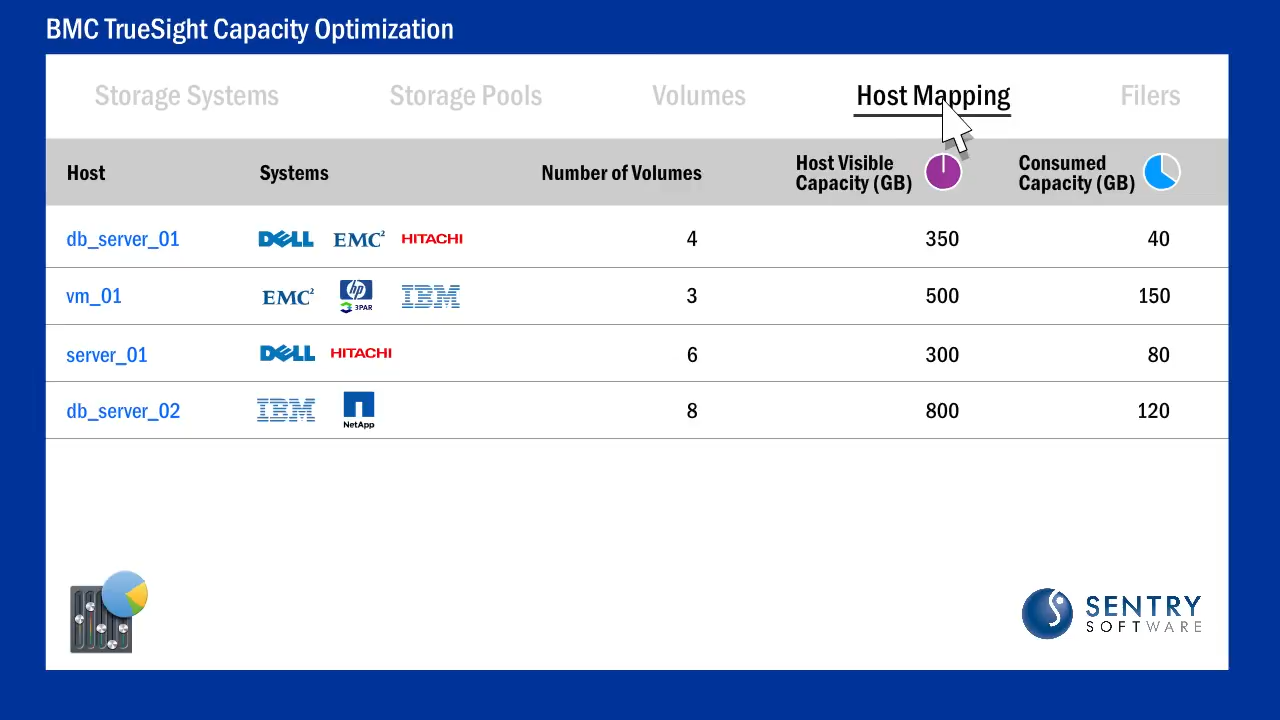 BMC TrueSight Capacity Optimization
Storage Systems Storage Pools Volumes Host Mapping Filers
Host Systems Number of Volumes Host Visible Capacity (GB) Consumed Capacity (GB)
db_server_01 DELL EMC² HITACHI 4 350 40
vm_01 EMC² hp 3PAR IBM 3 500 150
server_01 DELL HITACHI 6 300 80
db_server_02 IBM NetApp 8 800 120
SENTRY
SOFTWARE